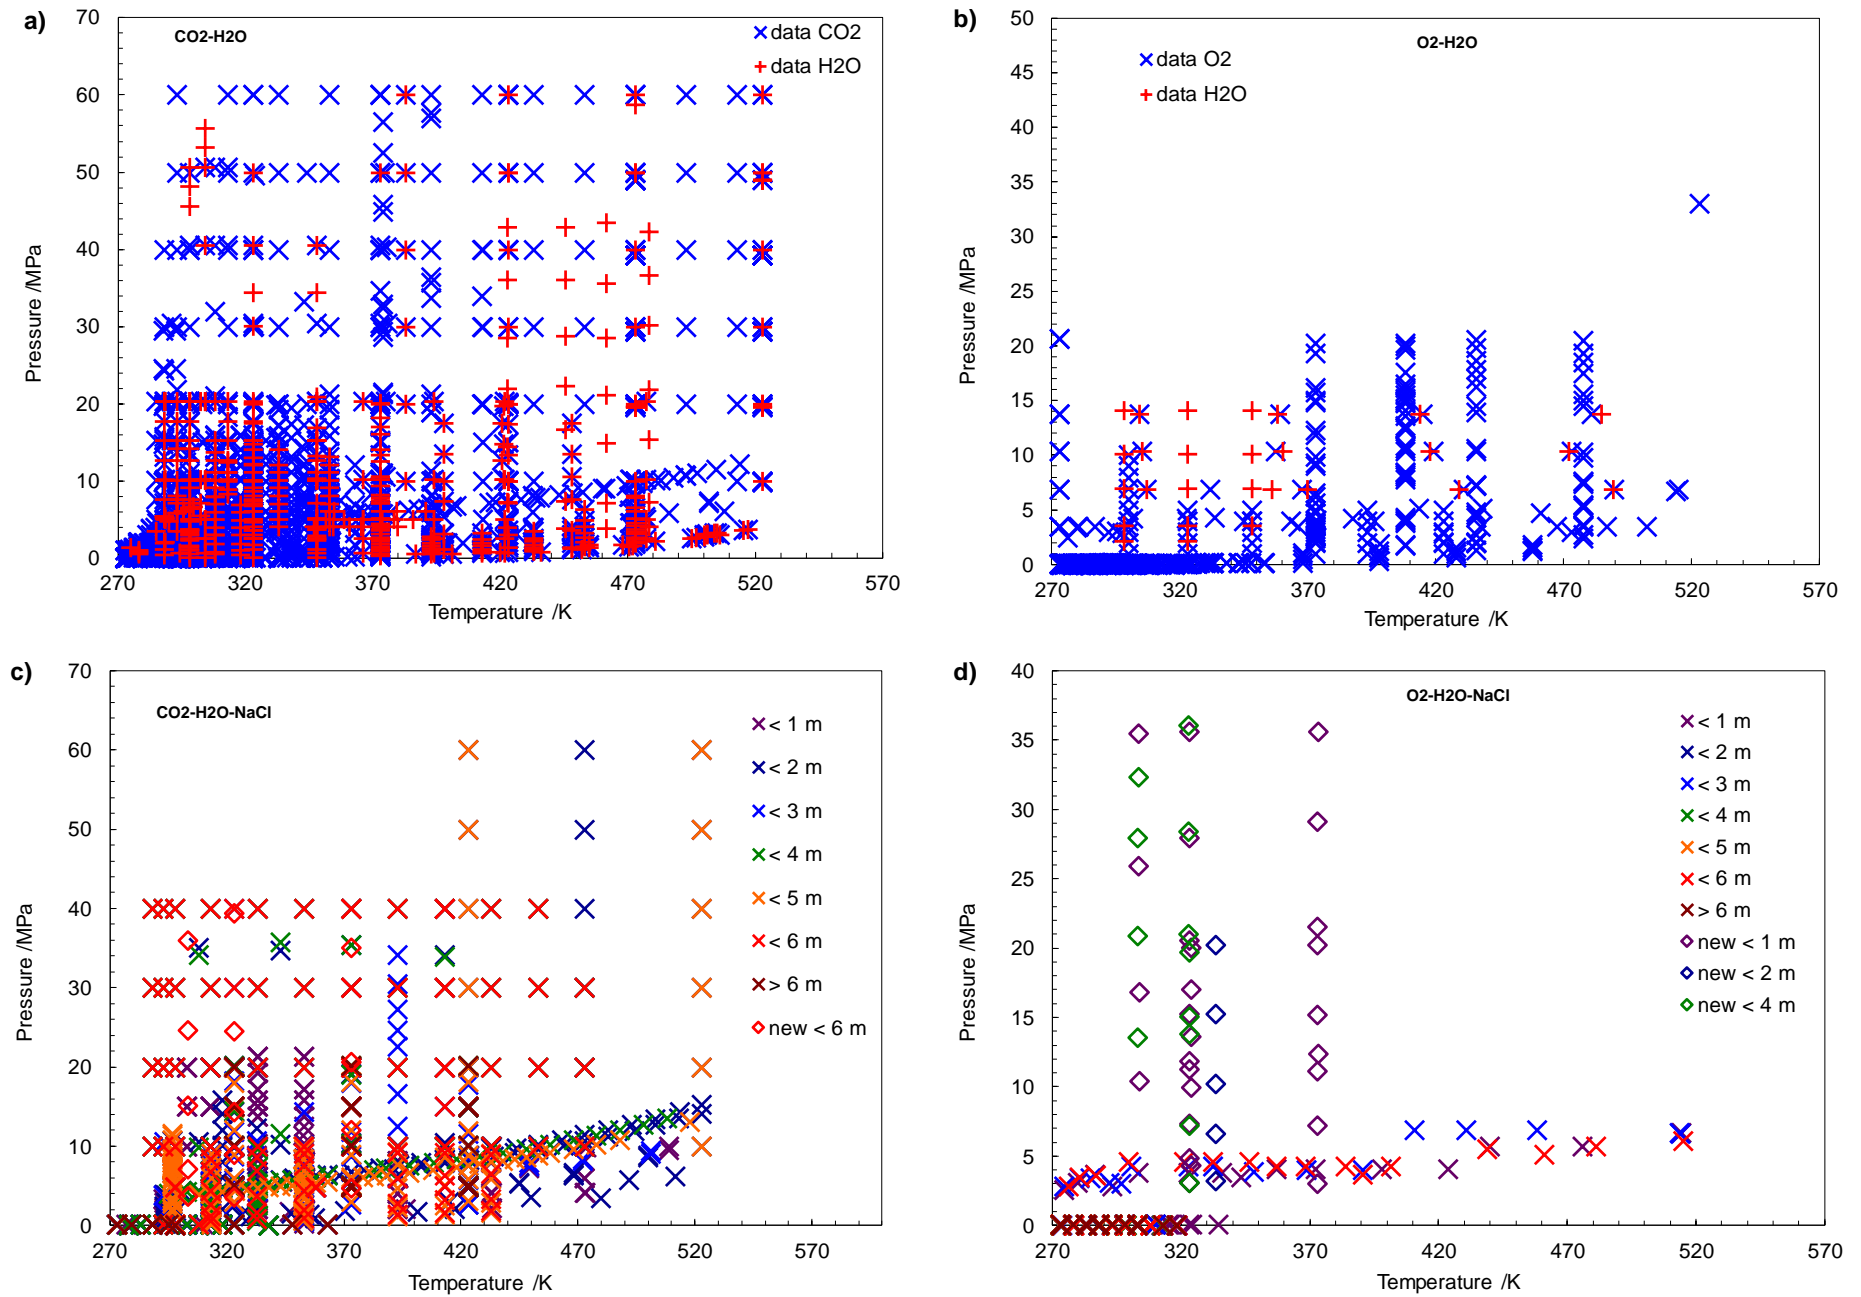 a)
CO2-H2O
data CO2
data H2O
70
60
50
40
30
20
10
0
Pressure /MPa
270 320 370 420 470 520 570
Temperature /K
b)
O2-H2O
data O2
data H2O
50
45
40
35
30
25
20
15
10
5
0
Pressure /MPa
270 320 370 420 470 520 570
Temperature /K
c)
CO2-H2O-NaCl
< 1 m
< 2 m
< 3 m
< 4 m
< 5 m
< 6 m
> 6 m
new < 6 m
70
60
50
40
30
20
10
0
Pressure /MPa
270 320 370 420 470 520 570
Temperature /K
d)
O2-H2O-NaCl
< 1 m
< 2 m
< 3 m
< 4 m
< 5 m
< 6 m
> 6 m
new < 1 m
new < 2 m
new < 4 m
40
35
30
25
20
15
10
5
0
Pressure /MPa
270 320 370 420 470 520 570
Temperature /K